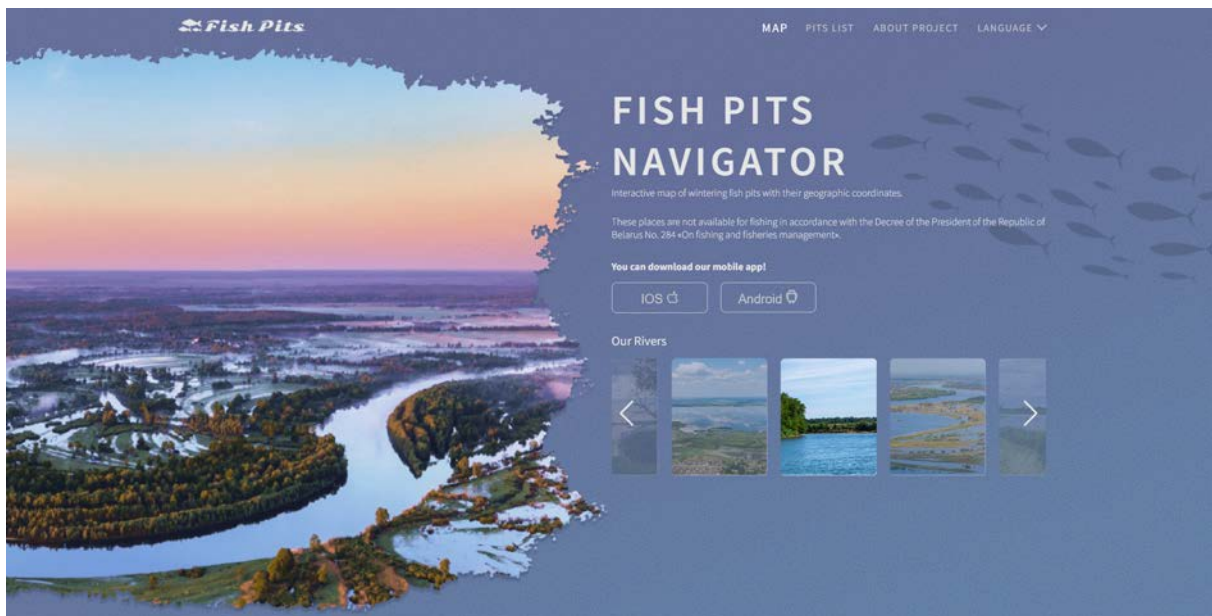 Fish Pits
MAP PITS LIST ABOUT PROJECT LANGUAGE
FISH PITS
NAVIGATOR
Interactive map of wintering fish pits with their geographic coordinates.
These places are not available for fishing in accordance with the Decree of the President of the Republic of
Belarus No. 284 «On fishing and fisheries management».
You can download our mobile app!
IOS Android
Our Rivers